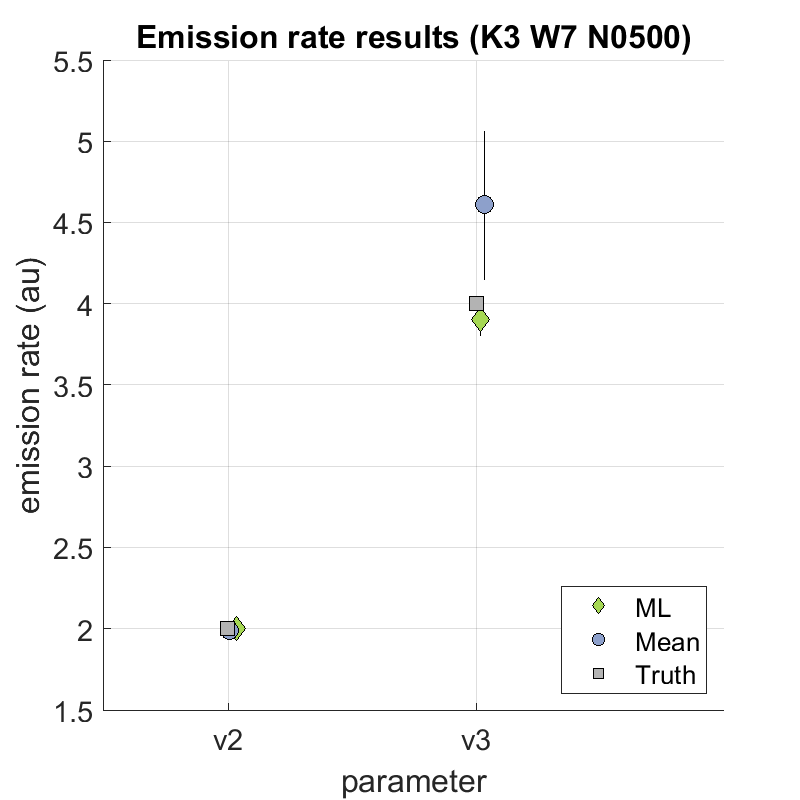 Emission rate results (K3 W7 N0500)
5.5
5
4.5
4
3.5
3
2.5
2
1.5
emission rate (au)
v2
v3
parameter
ML
Mean
Truth